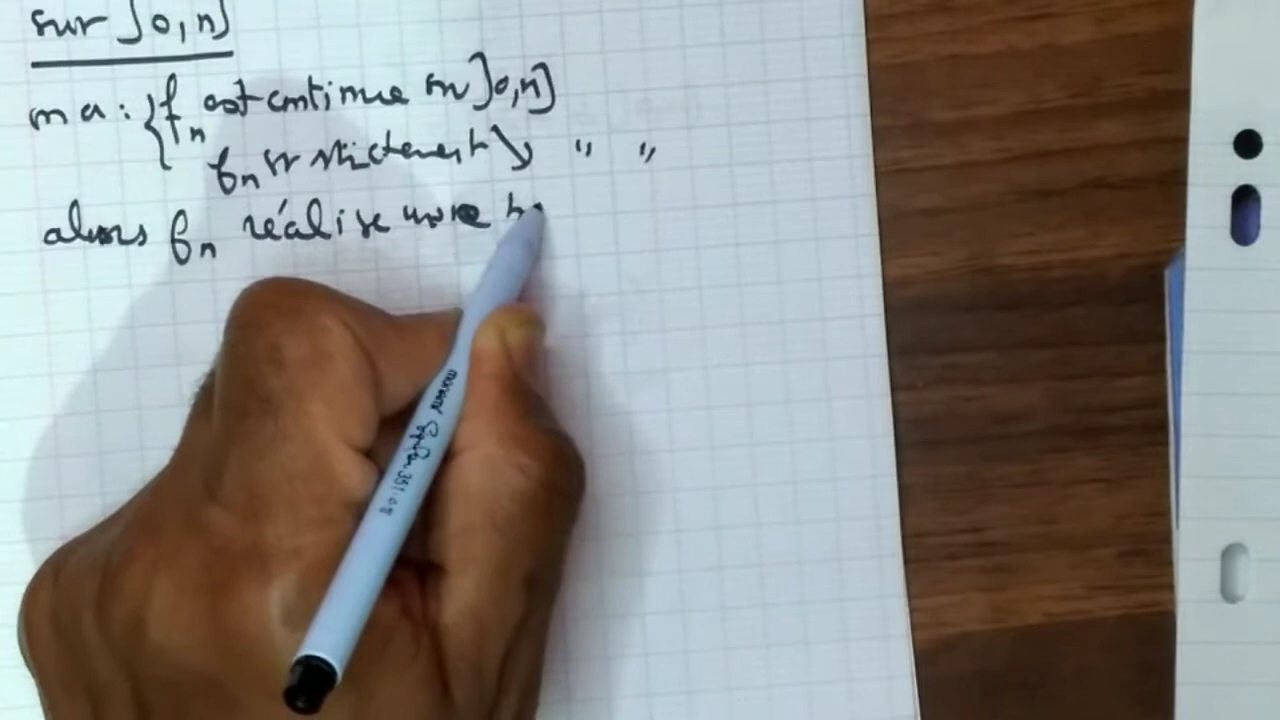 sur ]0,n]
on a : { fn est continue sur ]0,n]
fn est strictement ↘ " "
alors fn réalise une